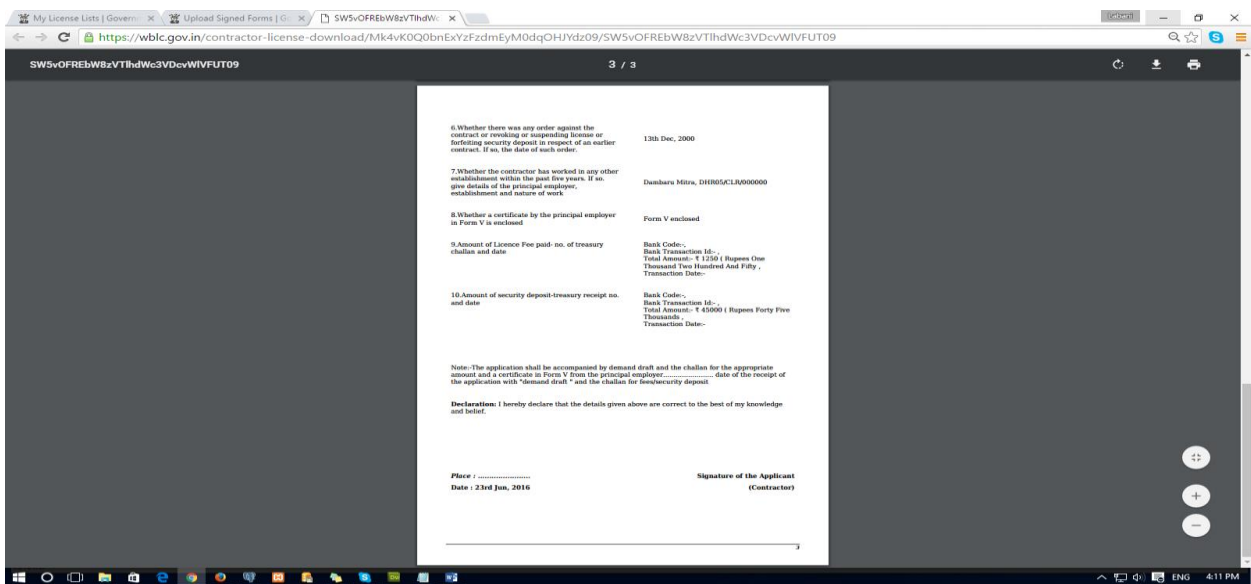 My License Lists | Govern
Upload Signed Forms | G
SW5vOFREbW8zVTlhdWc
Sabari
https://wblc.gov.in/contractor-license-download/Mk4vK0Q0bnExYzFzdmEyM0dqOHJYdz09/SW5vOFREbW8zVTlhdWc3VDcvWlVFUT09
SW5vOFREbW8zVTlhdWc3VDcvWlVFUT09
3 / 3
6.Whether there was any order against the
contract or revoking or suspending license or
forfeiting security deposit in respect of an earlier
contract. If so, the date of such order.
13th Dec, 2000
7.Whether the contractor has worked in any other
establishment within the past five years. If so.
give details of the principal employer,
establishment and nature of work
Dambaru Mitra, DHR05/CLR/000000
8.Whether a certificate by the principal employer
in Form V is enclosed
Form V enclosed
9.Amount of Licence Fee paid- no. of treasury
challan and date
Bank Code:-,
Bank Transaction Id:- ,
Total Amount:- ₹ 1250 ( Rupees One
Thousand Two Hundred And Fifty ,
Transaction Date:-
10.Amount of security deposit-treasury receipt no.
and date
Bank Code:-,
Bank Transaction Id:- ,
Total Amount:- ₹ 45000 ( Rupees Forty Five
Thousands ,
Transaction Date:-
Note:-The application shall be accompanied by demand draft and the challan for the appropriate
amount and a certificate in Form V from the principal employer........................ date of the receipt of
the application with "demand draft " and the challan for fees/security deposit
Declaration: I hereby declare that the details given above are correct to the best of my knowledge
and belief.
Place : ........................
Signature of the Applicant
Date : 23rd Jun, 2016
(Contractor)
3
ENG 4:11 PM